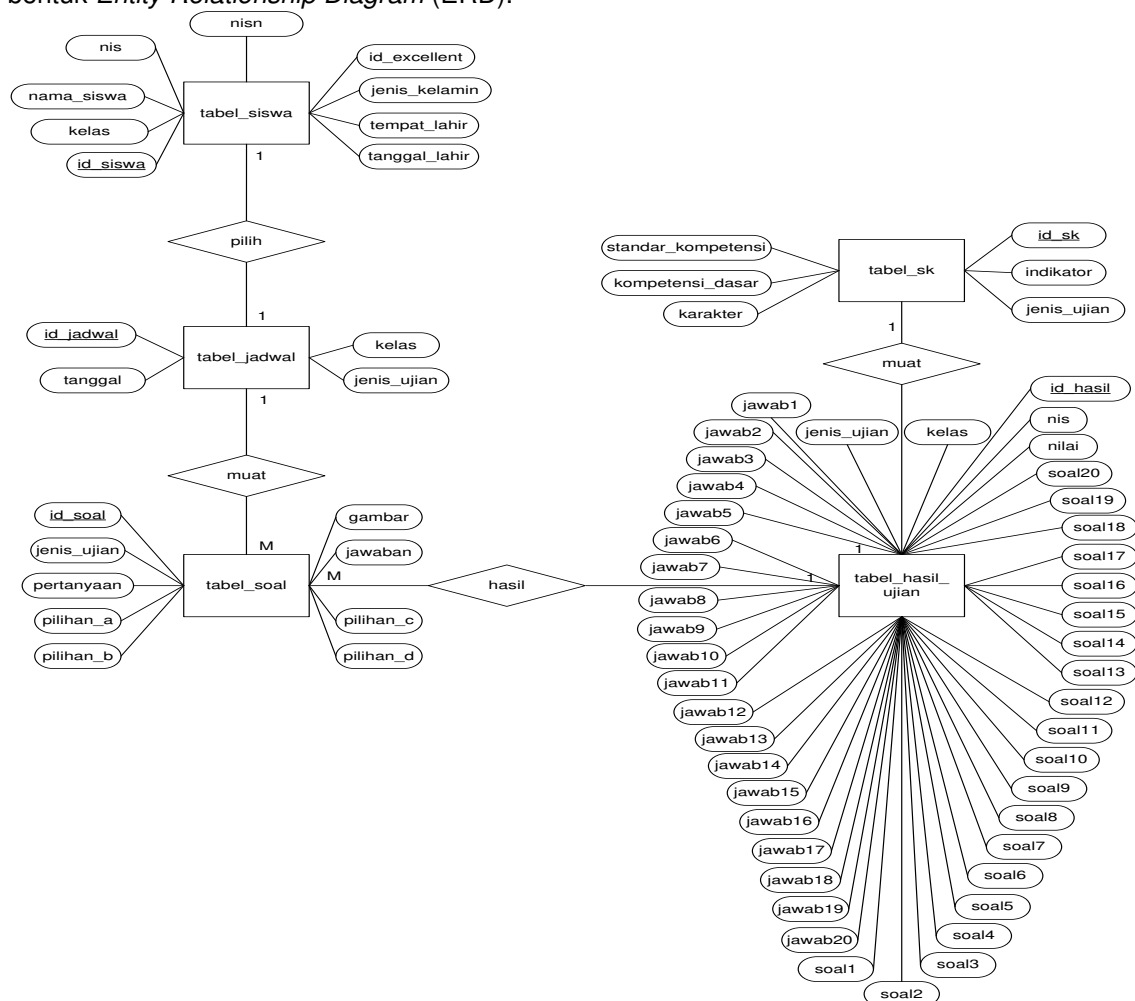 bentuk Entity Relationship Diagram (ERD).
nisn
nis
id_excellent
nama_siswa
tabel_siswa
jenis_kelamin
kelas
tempat_lahir
id_siswa
tanggal_lahir
1
pilih
1
id_jadwal
tabel_jadwal
kelas
tanggal
jenis_ujian
1
muat
M
id_soal
gambar
jenis_ujian
jawaban
pertanyaan
tabel_soal
pilihan_a
pilihan_c
pilihan_b
pilihan_d
M
hasil
1
standar_kompetensi
tabel_sk
id_sk
kompetensi_dasar
indikator
karakter
jenis_ujian
1
muat
1
tabel_hasil_
ujian
jenis_ujian
kelas
id_hasil
nis
nilai
jawab1
jawab2
jawab3
jawab4
jawab5
jawab6
jawab7
jawab8
jawab9
jawab10
jawab11
jawab12
jawab13
jawab14
jawab15
jawab16
jawab17
jawab18
jawab19
jawab20
soal1
soal2
soal3
soal4
soal5
soal6
soal7
soal8
soal9
soal10
soal11
soal12
soal13
soal14
soal15
soal16
soal17
soal18
soal19
soal20